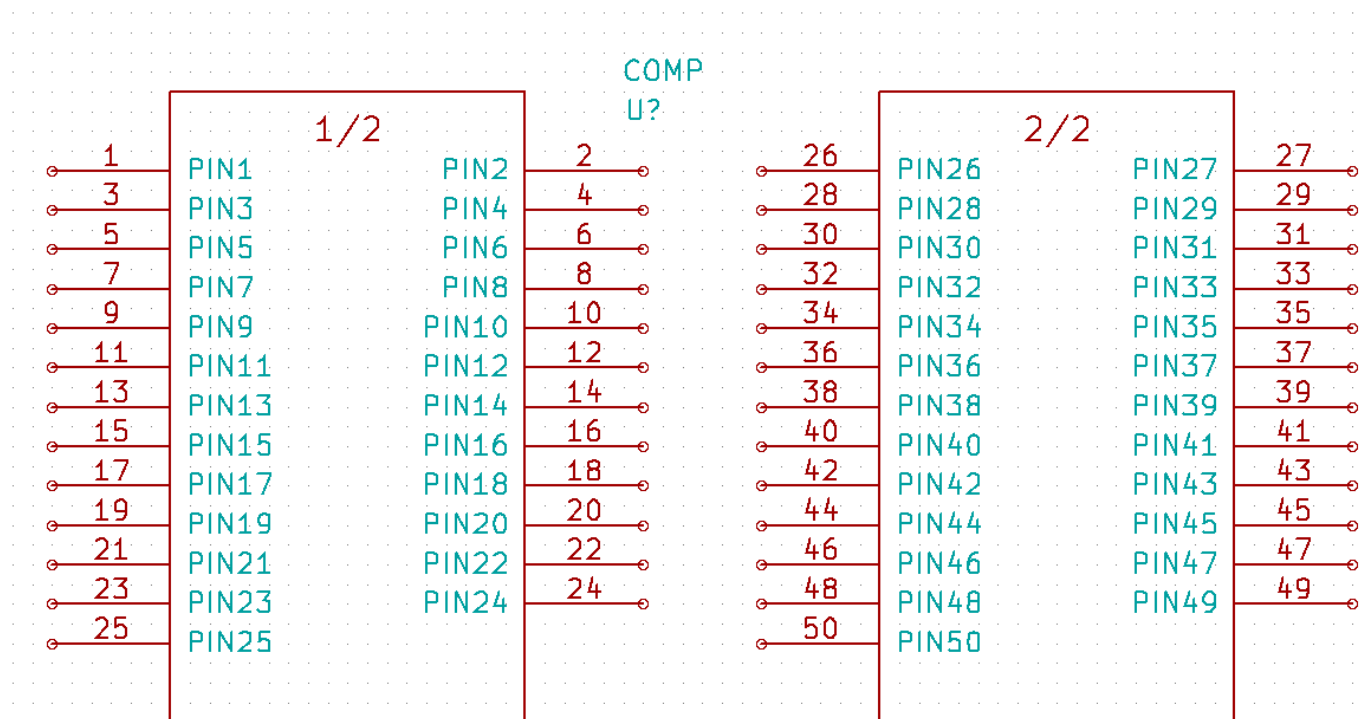 COMP
U?
1/2
1 PIN1 PIN2 2
3 PIN3 PIN4 4
5 PIN5 PIN6 6
7 PIN7 PIN8 8
9 PIN9 PIN10 10
11 PIN11 PIN12 12
13 PIN13 PIN14 14
15 PIN15 PIN16 16
17 PIN17 PIN18 18
19 PIN19 PIN20 20
21 PIN21 PIN22 22
23 PIN23 PIN24 24
25 PIN25
2/2
26 PIN26 PIN27 27
28 PIN28 PIN29 29
30 PIN30 PIN31 31
32 PIN32 PIN33 33
34 PIN34 PIN35 35
36 PIN36 PIN37 37
38 PIN38 PIN39 39
40 PIN40 PIN41 41
42 PIN42 PIN43 43
44 PIN44 PIN45 45
46 PIN46 PIN47 47
48 PIN48 PIN49 49
50 PIN50